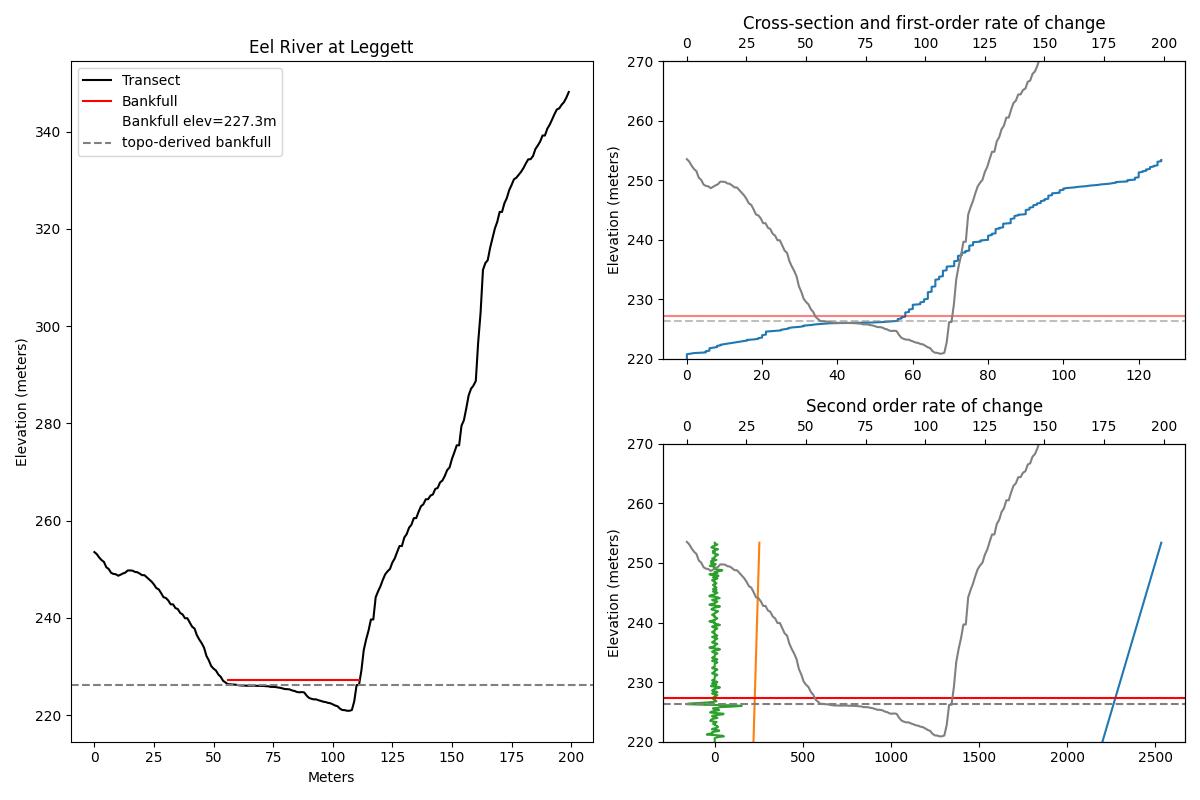 Eel River at Leggett
Transect
Bankfull
Bankfull elev=227.3m
topo-derived bankfull
Elevation (meters)
340
320
300
280
260
240
220
0 25 50 75 100 125 150 175 200
Meters
Cross-section and first-order rate of change
0 25 50 75 100 125 150 175 200
Elevation (meters)
270
260
250
240
230
220
0 20 40 60 80 100 120
Second order rate of change
0 25 50 75 100 125 150 175 200
Elevation (meters)
270
260
250
240
230
220
0 500 1000 1500 2000 2500